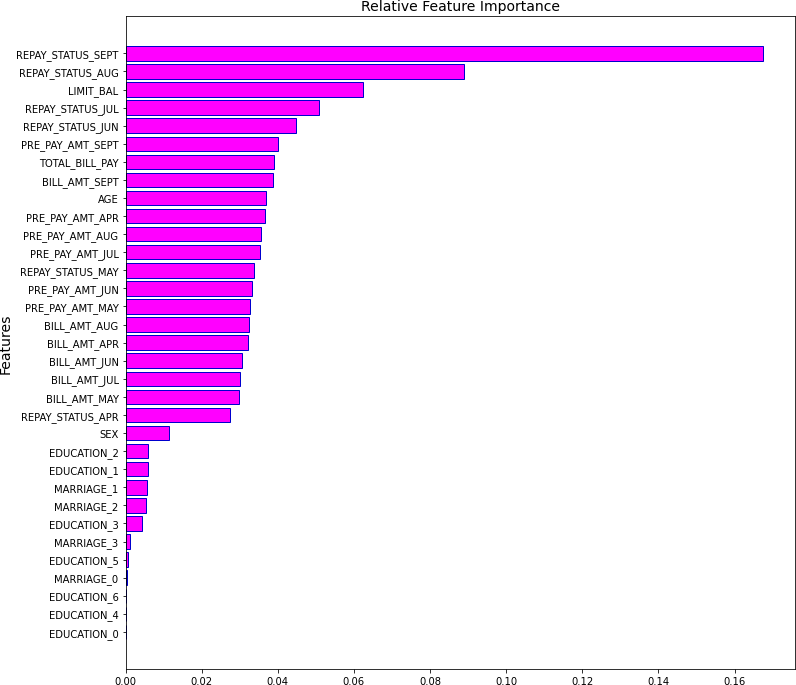 Relative Feature Importance
Features
REPAY_STATUS_SEPT
REPAY_STATUS_AUG
LIMIT_BAL
REPAY_STATUS_JUL
REPAY_STATUS_JUN
PRE_PAY_AMT_SEPT
TOTAL_BILL_PAY
BILL_AMT_SEPT
AGE
PRE_PAY_AMT_APR
PRE_PAY_AMT_AUG
PRE_PAY_AMT_JUL
REPAY_STATUS_MAY
PRE_PAY_AMT_JUN
PRE_PAY_AMT_MAY
BILL_AMT_AUG
BILL_AMT_APR
BILL_AMT_JUN
BILL_AMT_JUL
BILL_AMT_MAY
REPAY_STATUS_APR
SEX
EDUCATION_2
EDUCATION_1
MARRIAGE_1
MARRIAGE_2
EDUCATION_3
MARRIAGE_3
EDUCATION_5
MARRIAGE_0
EDUCATION_6
EDUCATION_4
EDUCATION_0
0.00 0.02 0.04 0.06 0.08 0.10 0.12 0.14 0.16